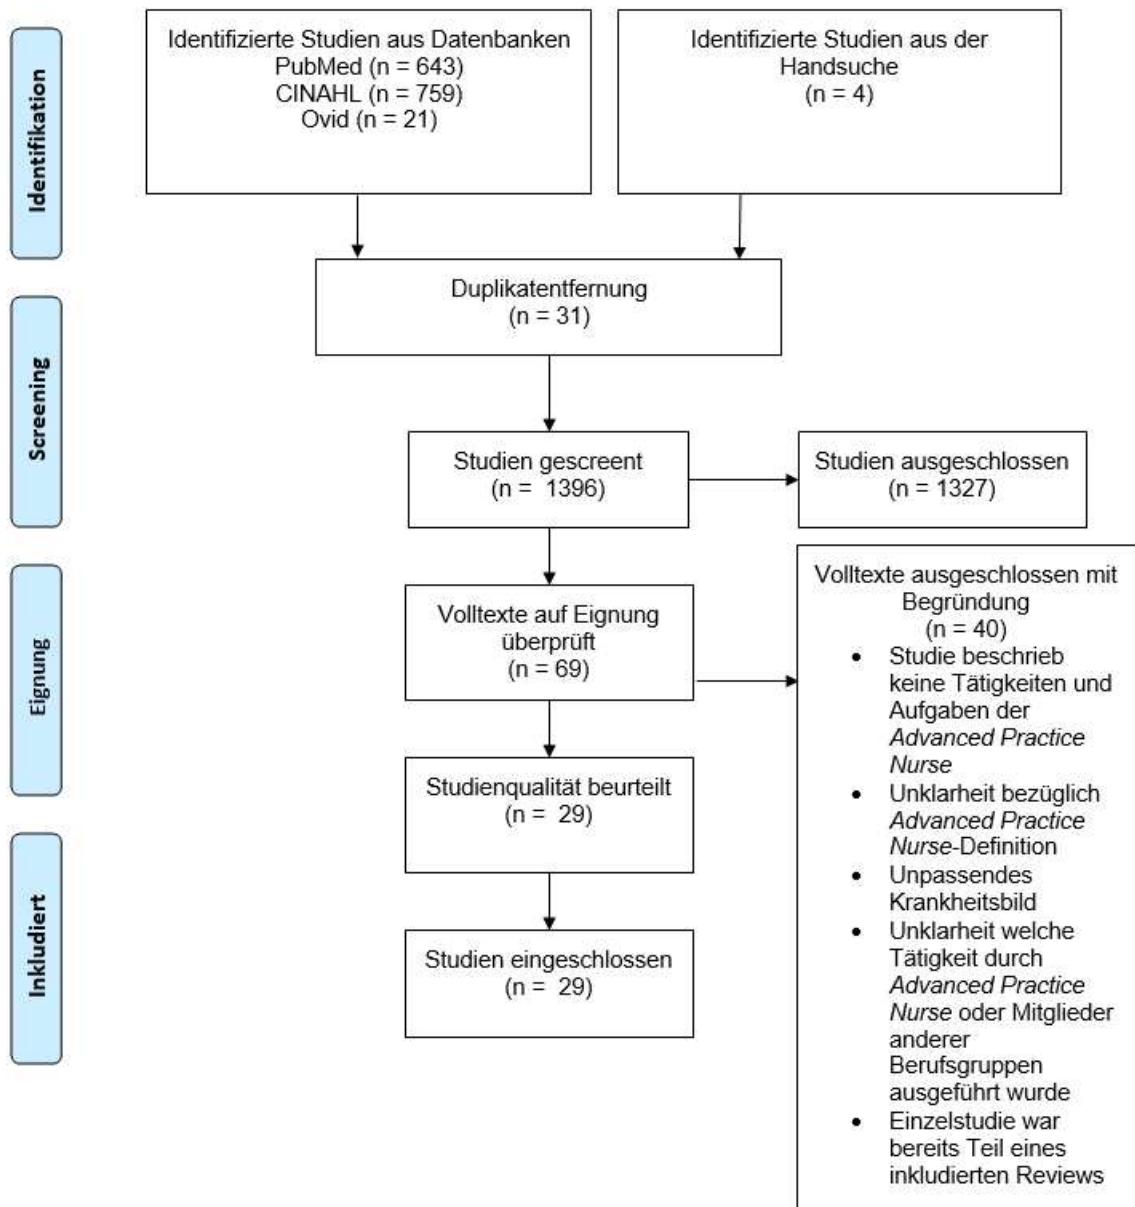 Identifikation
Identifizierte Studien aus Datenbanken
PubMed (n = 643)
CINAHL (n = 759)
Ovid (n = 21)
Identifizierte Studien aus der
Handsuche
(n = 4)
Duplikatentfernung
(n = 31)
Screening
Studien gescreent
(n = 1396)
Studien ausgeschlossen
(n = 1327)
Eignung
Volltexte auf Eignung
überprüft
(n = 69)
Volltexte ausgeschlossen mit
Begründung
(n = 40)
• Studie beschrieb
keine Tätigkeiten und
Aufgaben der
Advanced Practice
Nurse
• Unklarheit bezüglich
Advanced Practice
Nurse-Definition
• Unpassendes
Krankheitsbild
• Unklarheit welche
Tätigkeit durch
Advanced Practice
Nurse oder Mitglieder
anderer
Berufsgruppen
ausgeführt wurde
• Einzelstudie war
bereits Teil eines
inkludierten Reviews
Studienqualität beurteilt
(n = 29)
Inkludiert
Studien eingeschlossen
(n = 29)